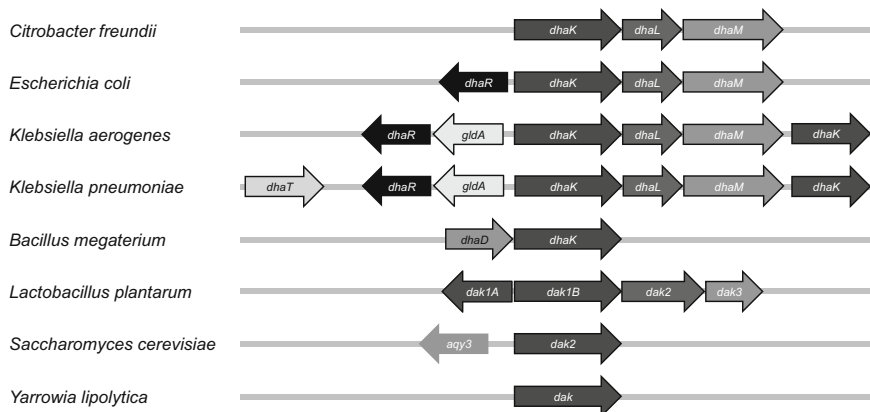 Citrobacter freundii dhaK dhaL dhaM
Escherichia coli dhaR dhaK dhaL dhaM
Klebsiella aerogenes dhaR gldA dhaK dhaL dhaM dhaK
Klebsiella pneumoniae dhaT dhaR gldA dhaK dhaL dhaM dhaK
Bacillus megaterium dhaD dhaK
Lactobacillus plantarum dak1A dak1B dak2 dak3
Saccharomyces cerevisiae aqy3 dak2
Yarrowia lipolytica dak